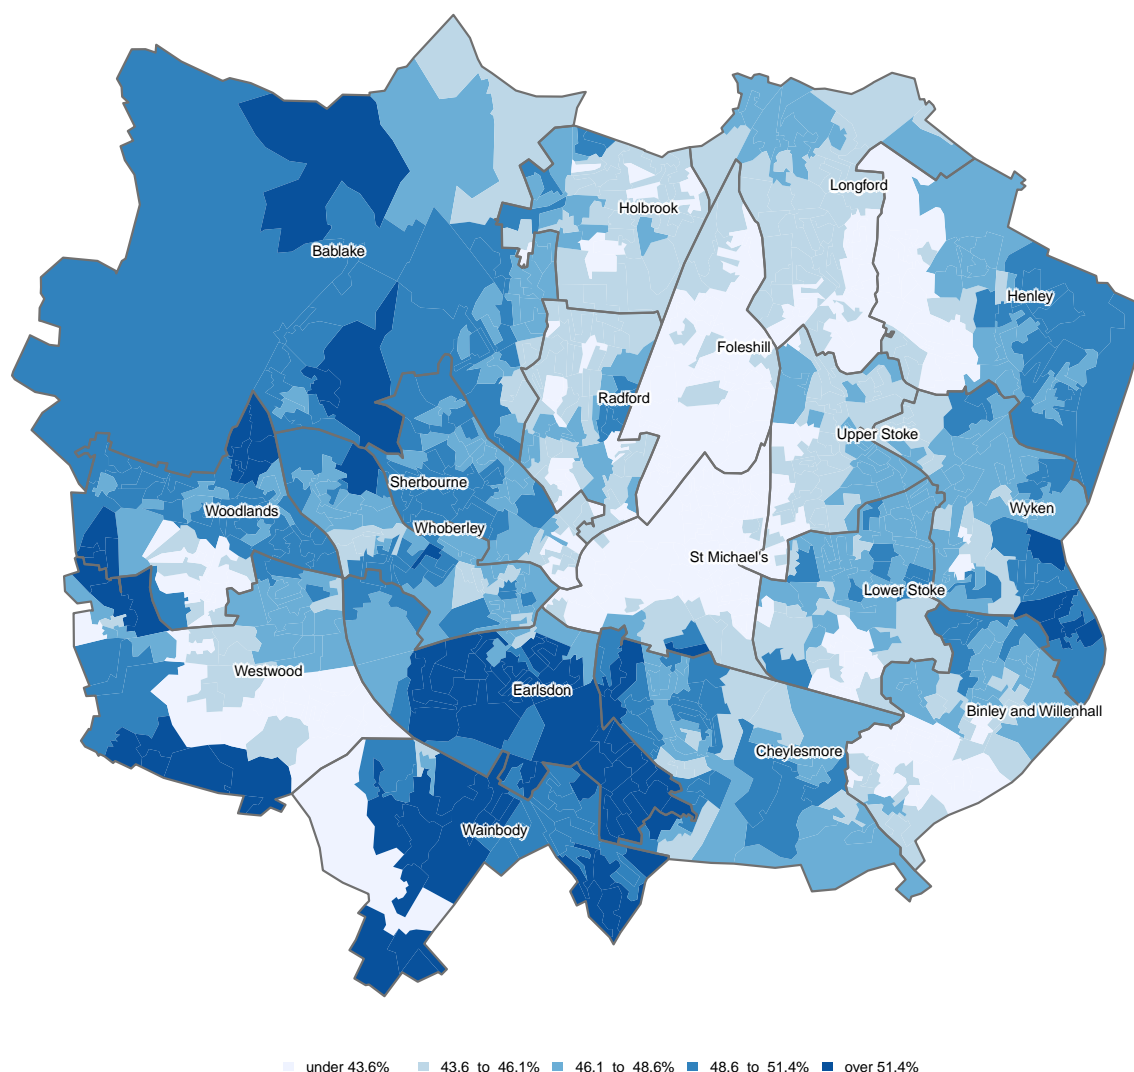 Longford
Holbrook
Bablake
Henley
Foleshill
Radford
Upper Stoke
Sherbourne
Woodlands
Wyken
Whoberley
St Michael's
Lower Stoke
Westwood
Earlsdon
Binley and Willenhall
Cheylesmore
Wainbody
under 43.6% 43.6 to 46.1% 46.1 to 48.6% 48.6 to 51.4% over 51.4%